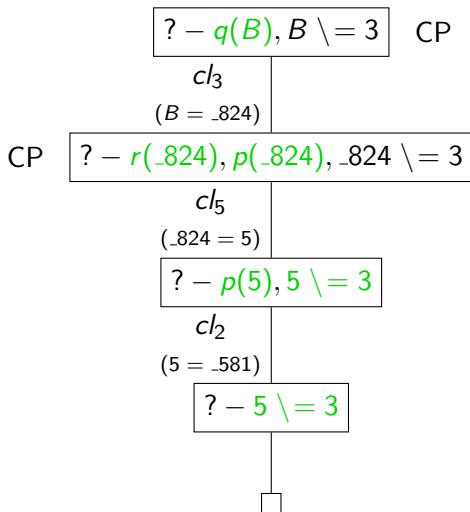 ? − q(B), B \= 3 CP
cl3
(B = _824)
CP ? − r(_824), p(_824), _824 \= 3
cl5
(_824 = 5)
? − p(5), 5 \= 3
cl2
(5 = _581)
? − 5 \= 3